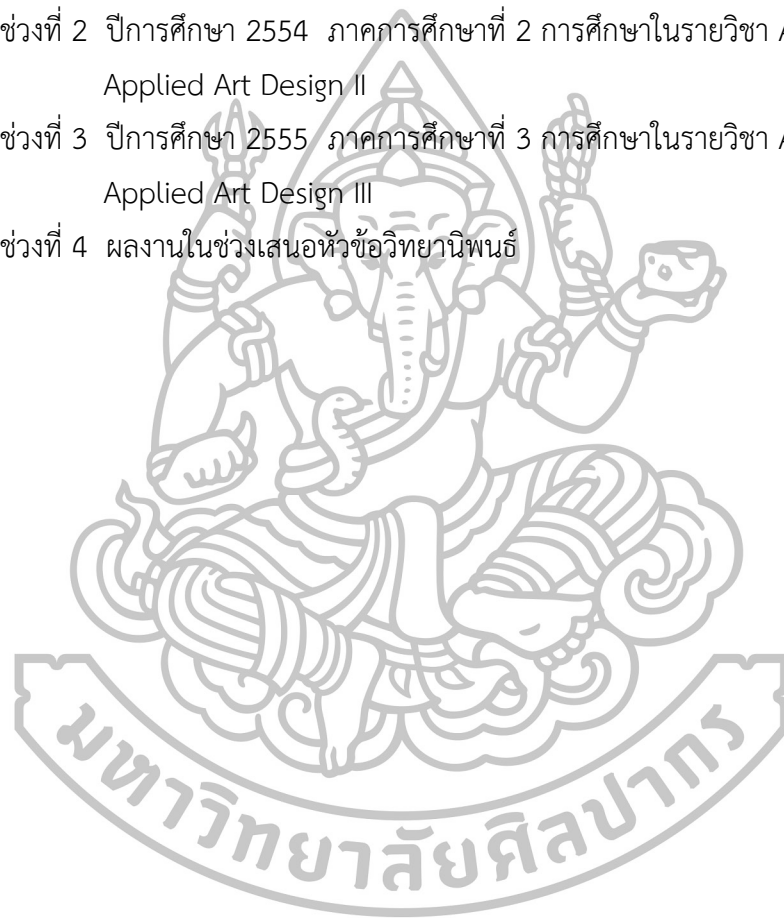 ช่วงที่ 2 ปีการศึกษา 2554 ภาคการศึกษาที่ 2 การศึกษาในรายวิชา
Applied Art Design II
ช่วงที่ 3 ปีการศึกษา 2555 ภาคการศึกษาที่ 3 การศึกษาในรายวิชา
Applied Art Design III
ช่วงที่ 4 ผลงานในช่วงเสนอหัวข้อวิทยานิพนธ์
มหาวิทยาลัยศิลปากร